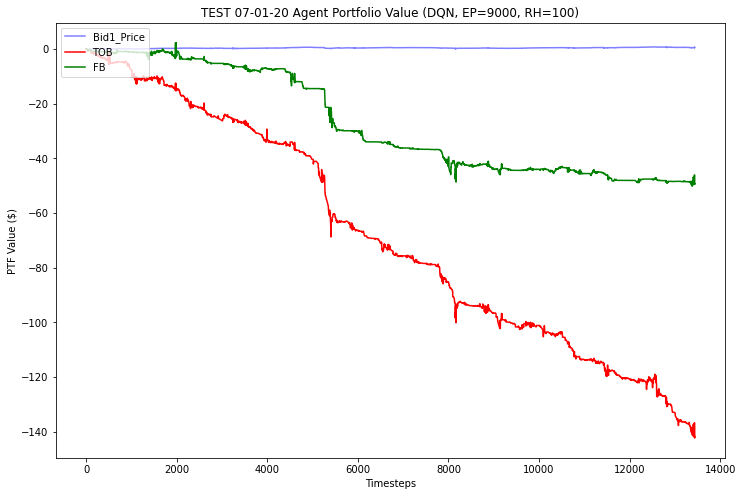 TEST 07-01-20 Agent Portfolio Value (DQN, EP=9000, RH=100)
Bid1_Price
TOB
FB
0
−20
−40
−60
−80
−100
−120
−140
PTF Value ($)
0 2000 4000 6000 8000 10000 12000 14000
Timesteps